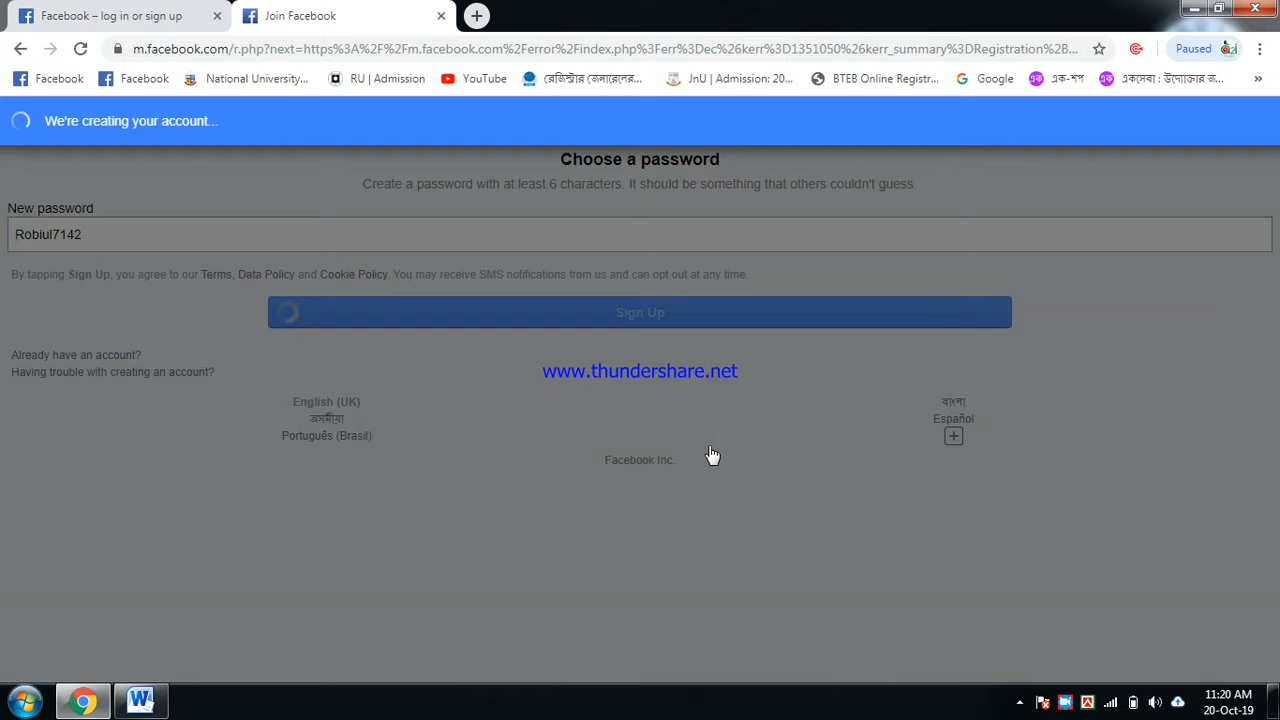 Facebook – log in or sign up
Join Facebook
m.facebook.com/r.php?next=https%3A%2F%2Fm.facebook.com%2Ferror%2Findex.php%3Ferr%3Dec%26kerr%3D1351050%26kerr_summary%3DRegistration%2B...
Paused
Facebook
Facebook
National University...
RU | Admission
YouTube
রেজিস্টার জেনারেলের...
JnU | Admission: 20...
BTEB Online Registr...
Google
এক-শপ
একসেবা : উদ্যোক্তার ড...
We're creating your account...
Choose a password
Create a password with at least 6 characters. It should be something that others couldn't guess.
New password
Robiul7142
By tapping Sign Up, you agree to our Terms, Data Policy and Cookie Policy. You may receive SMS notifications from us and can opt out at any time.
Sign Up
Already have an account?
Having trouble with creating an account?
www.thundershare.net
English (UK)
বাংলা
অসমীয়া
Español
Português (Brasil)
Facebook Inc.
11:20 AM
20-Oct-19